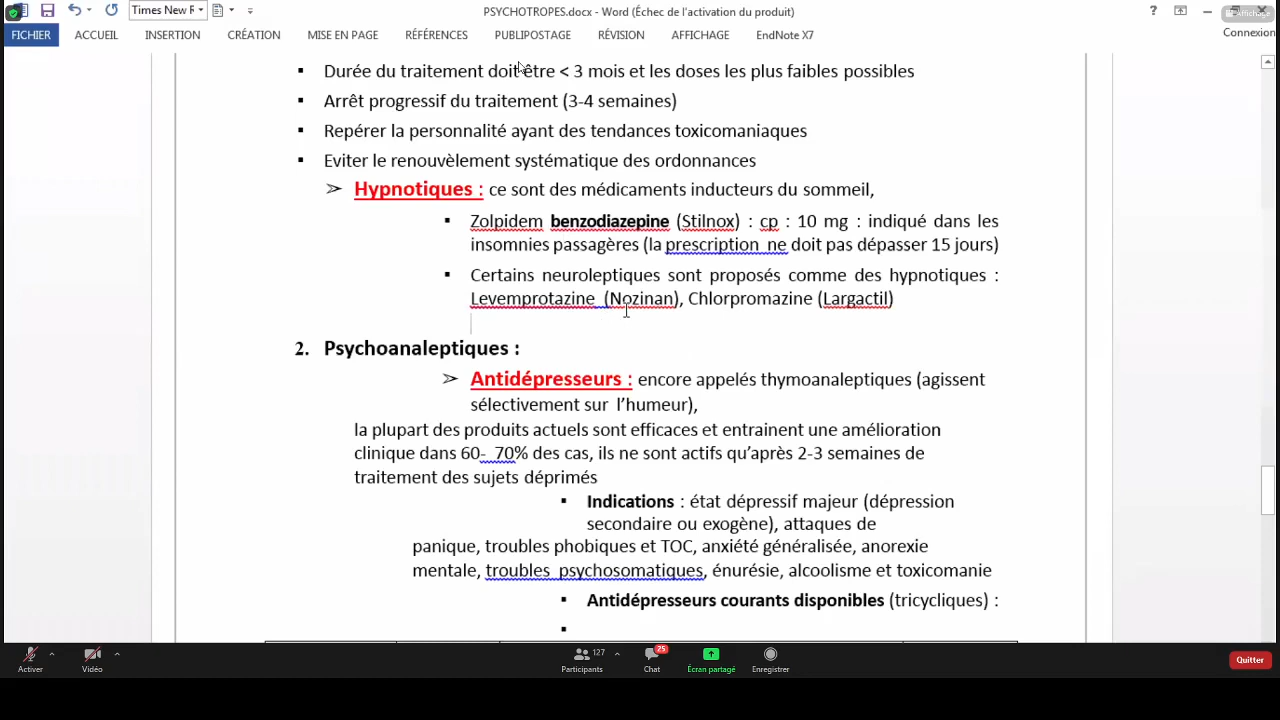 Times New R
PSYCHOTROPES.docx - Word (Échec de l'activation du produit)
?
Affichage
FICHIER ACCUEIL INSERTION CRÉATION MISE EN PAGE RÉFÉRENCES PUBLIPOSTAGE RÉVISION AFFICHAGE EndNote X7 Connexion
▪ Durée du traitement doit être < 3 mois et les doses les plus faibles possibles
▪ Arrêt progressif du traitement (3-4 semaines)
▪ Repérer la personnalité ayant des tendances toxicomaniaques
▪ Eviter le renouvèlement systématique des ordonnances
➢ Hypnotiques : ce sont des médicaments inducteurs du sommeil,
▪ Zolpidem benzodiazepine (Stilnox) : cp : 10 mg : indiqué dans les
insomnies passagères (la prescription ne doit pas dépasser 15 jours)
▪ Certains neuroleptiques sont proposés comme des hypnotiques :
Levemprotazine (Nozinan), Chlorpromazine (Largactil)
2. Psychoanaleptiques :
➢ Antidépresseurs : encore appelés thymoanaleptiques (agissent
sélectivement sur l'humeur),
la plupart des produits actuels sont efficaces et entrainent une amélioration
clinique dans 60- 70% des cas, ils ne sont actifs qu'après 2-3 semaines de
traitement des sujets déprimés
▪ Indications : état dépressif majeur (dépression
secondaire ou exogène), attaques de
panique, troubles phobiques et TOC, anxiété généralisée, anorexie
mentale, troubles psychosomatiques, énurésie, alcoolisme et toxicomanie
▪ Antidépresseurs courants disponibles (tricycliques) :
▪
127
25
Activer Vidéo Participants Chat Écran partagé Enregistrer Quitter